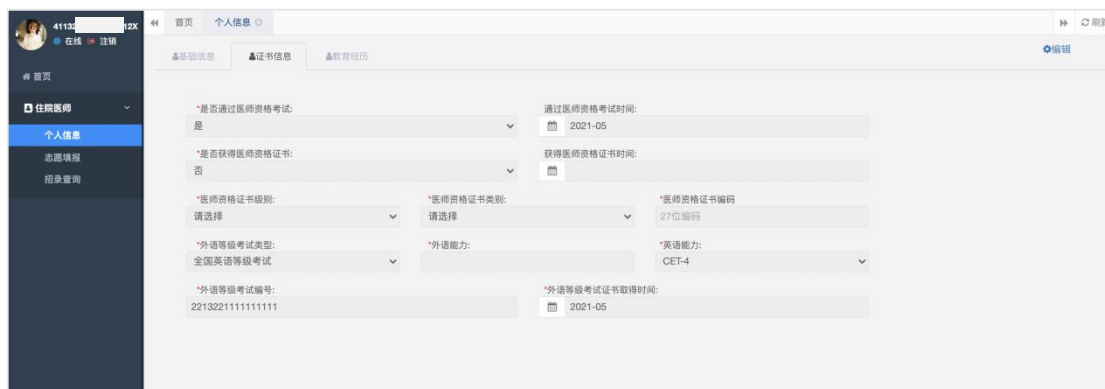 41132 12X
在线 注销
首页
住院医师
个人信息
志愿填报
招录查询
首页 个人信息
刷新
基础信息 证书信息 教育经历
编辑
*是否通过医师资格考试: 通过医师资格考试时间:
是 2021-05
*是否获得医师资格证书: 获得医师资格证书时间:
否
*医师资格证书级别: *医师资格证书类别: *医师资格证书编码
请选择 请选择 27位编码
*外语等级考试类型: *外语能力: *英语能力:
全国英语等级考试 CET-4
*外语等级考试编号: *外语等级考试证书取得时间:
2213221111111111 2021-05